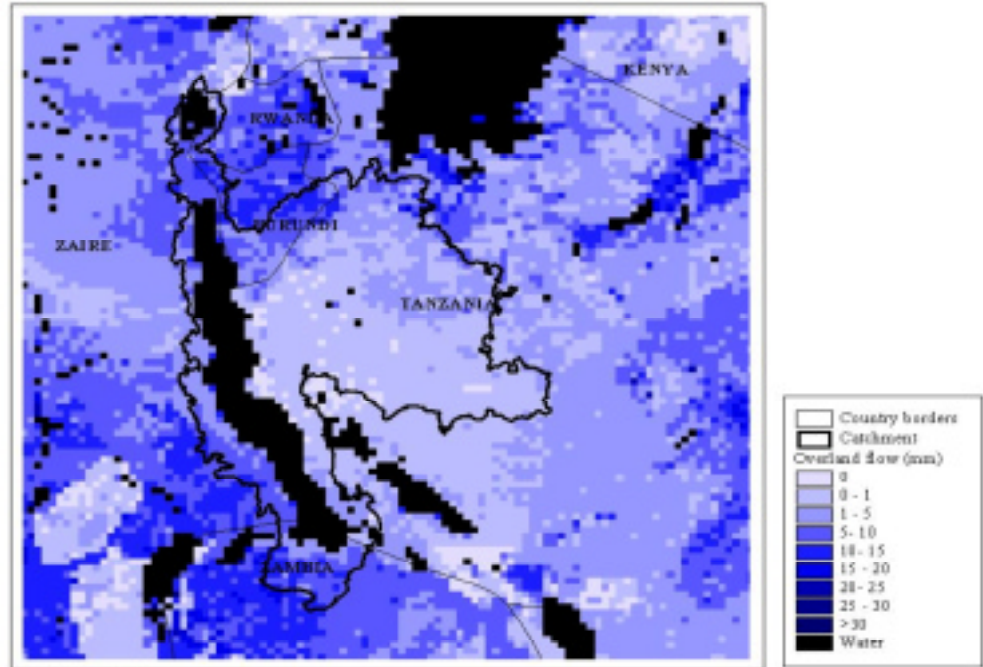 KENYA
RWANDA
BURUNDI
ZAIRE
TANZANIA
ZAMBIA
Country borders
Catchment
Overland flow (mm)
0
0 - 1
1 - 5
5- 10
10- 15
15 - 20
20- 25
25 - 30
>30
Water